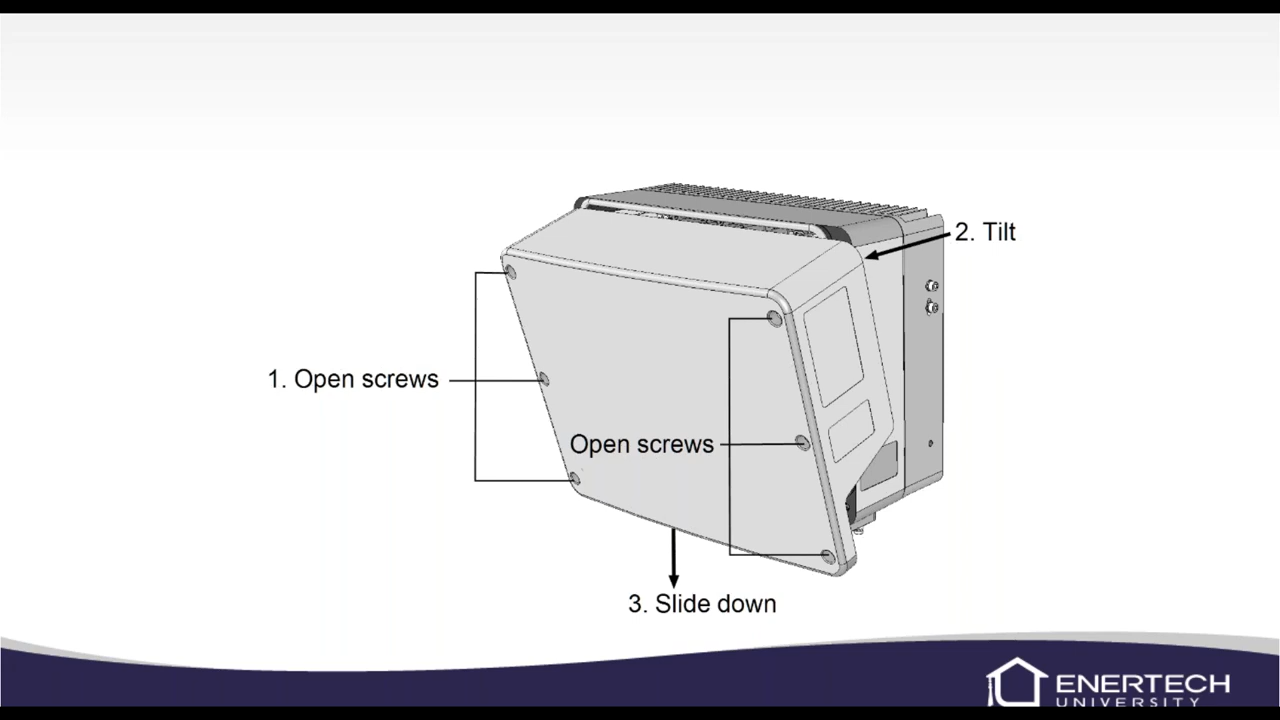 2. Tilt
1. Open screws
Open screws
3. Slide down
ENERTECH
UNIVERSITY